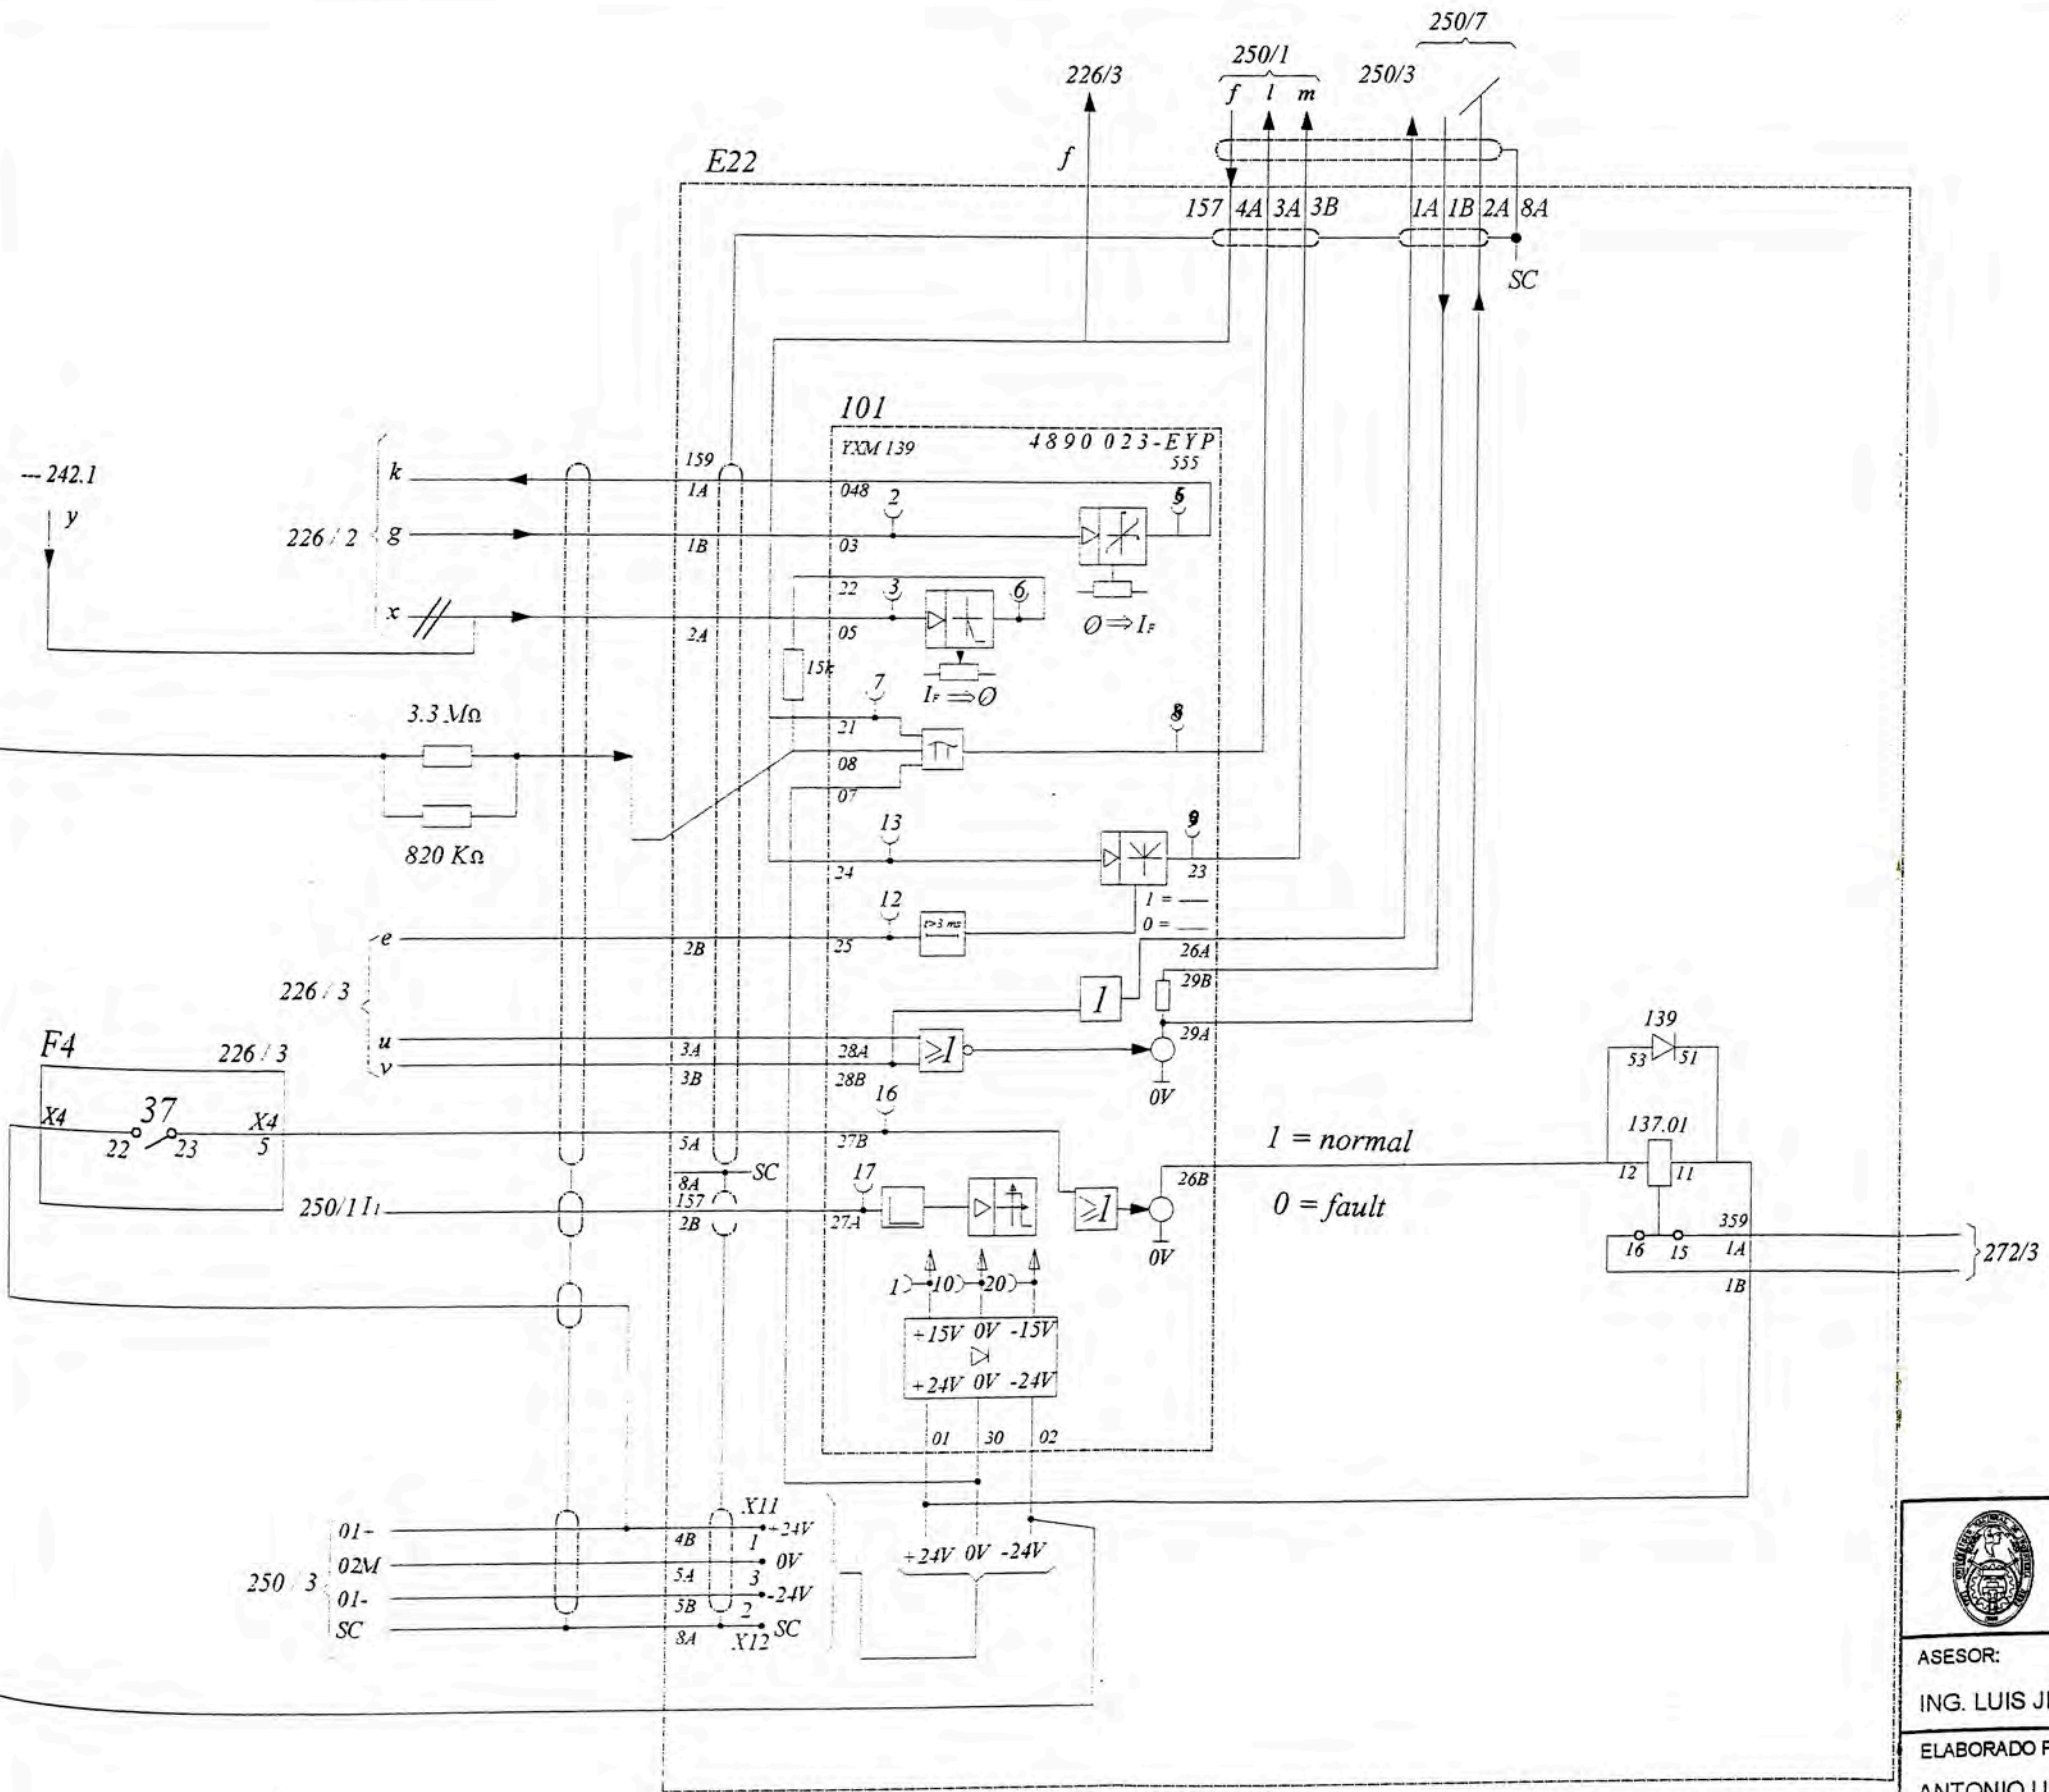 250/7
250/1
226/3
250/3
f l m
E22
f
157 4A 3A 3B 1A 1B 2A 8A
SC
101
YXM 139 4890 023-EYP
555
--- 242.1
y
226 / 2
k
159
1A
048
2
g
1B
03
22 3 6
x
2A
05
Ø ⇒ IF
15k
IF ⇒ Ø
7
3.3 MΩ
21
08
07
820 KΩ
13
24
23
12
1 =
0 =
t>3 ms
e
2B
25
26A
226 / 3
1
29B
u
3A
28A
≥1
29A
v
3B
28B
0V
139
53 51
F4
226 / 3
X4
37
22 23
X4
5
5A
16
27B
1 = normal
137.01
12 11
SC
8A
17
26B
0 = fault
250/1 I1
157
2B
27A
≥1
0V
359
16 15 1A
1B
272/3
1 10 20
+15V 0V -15V
+24V 0V -24V
01 30 02
X11
01+
4B
1
+24V
02M
5A
0V
250 / 3
3
01-
5B
-24V
2
SC
8A
X12
SC
+24V 0V -24V
ASESOR:
ING. LUIS
ELABORADO
ANTONIO